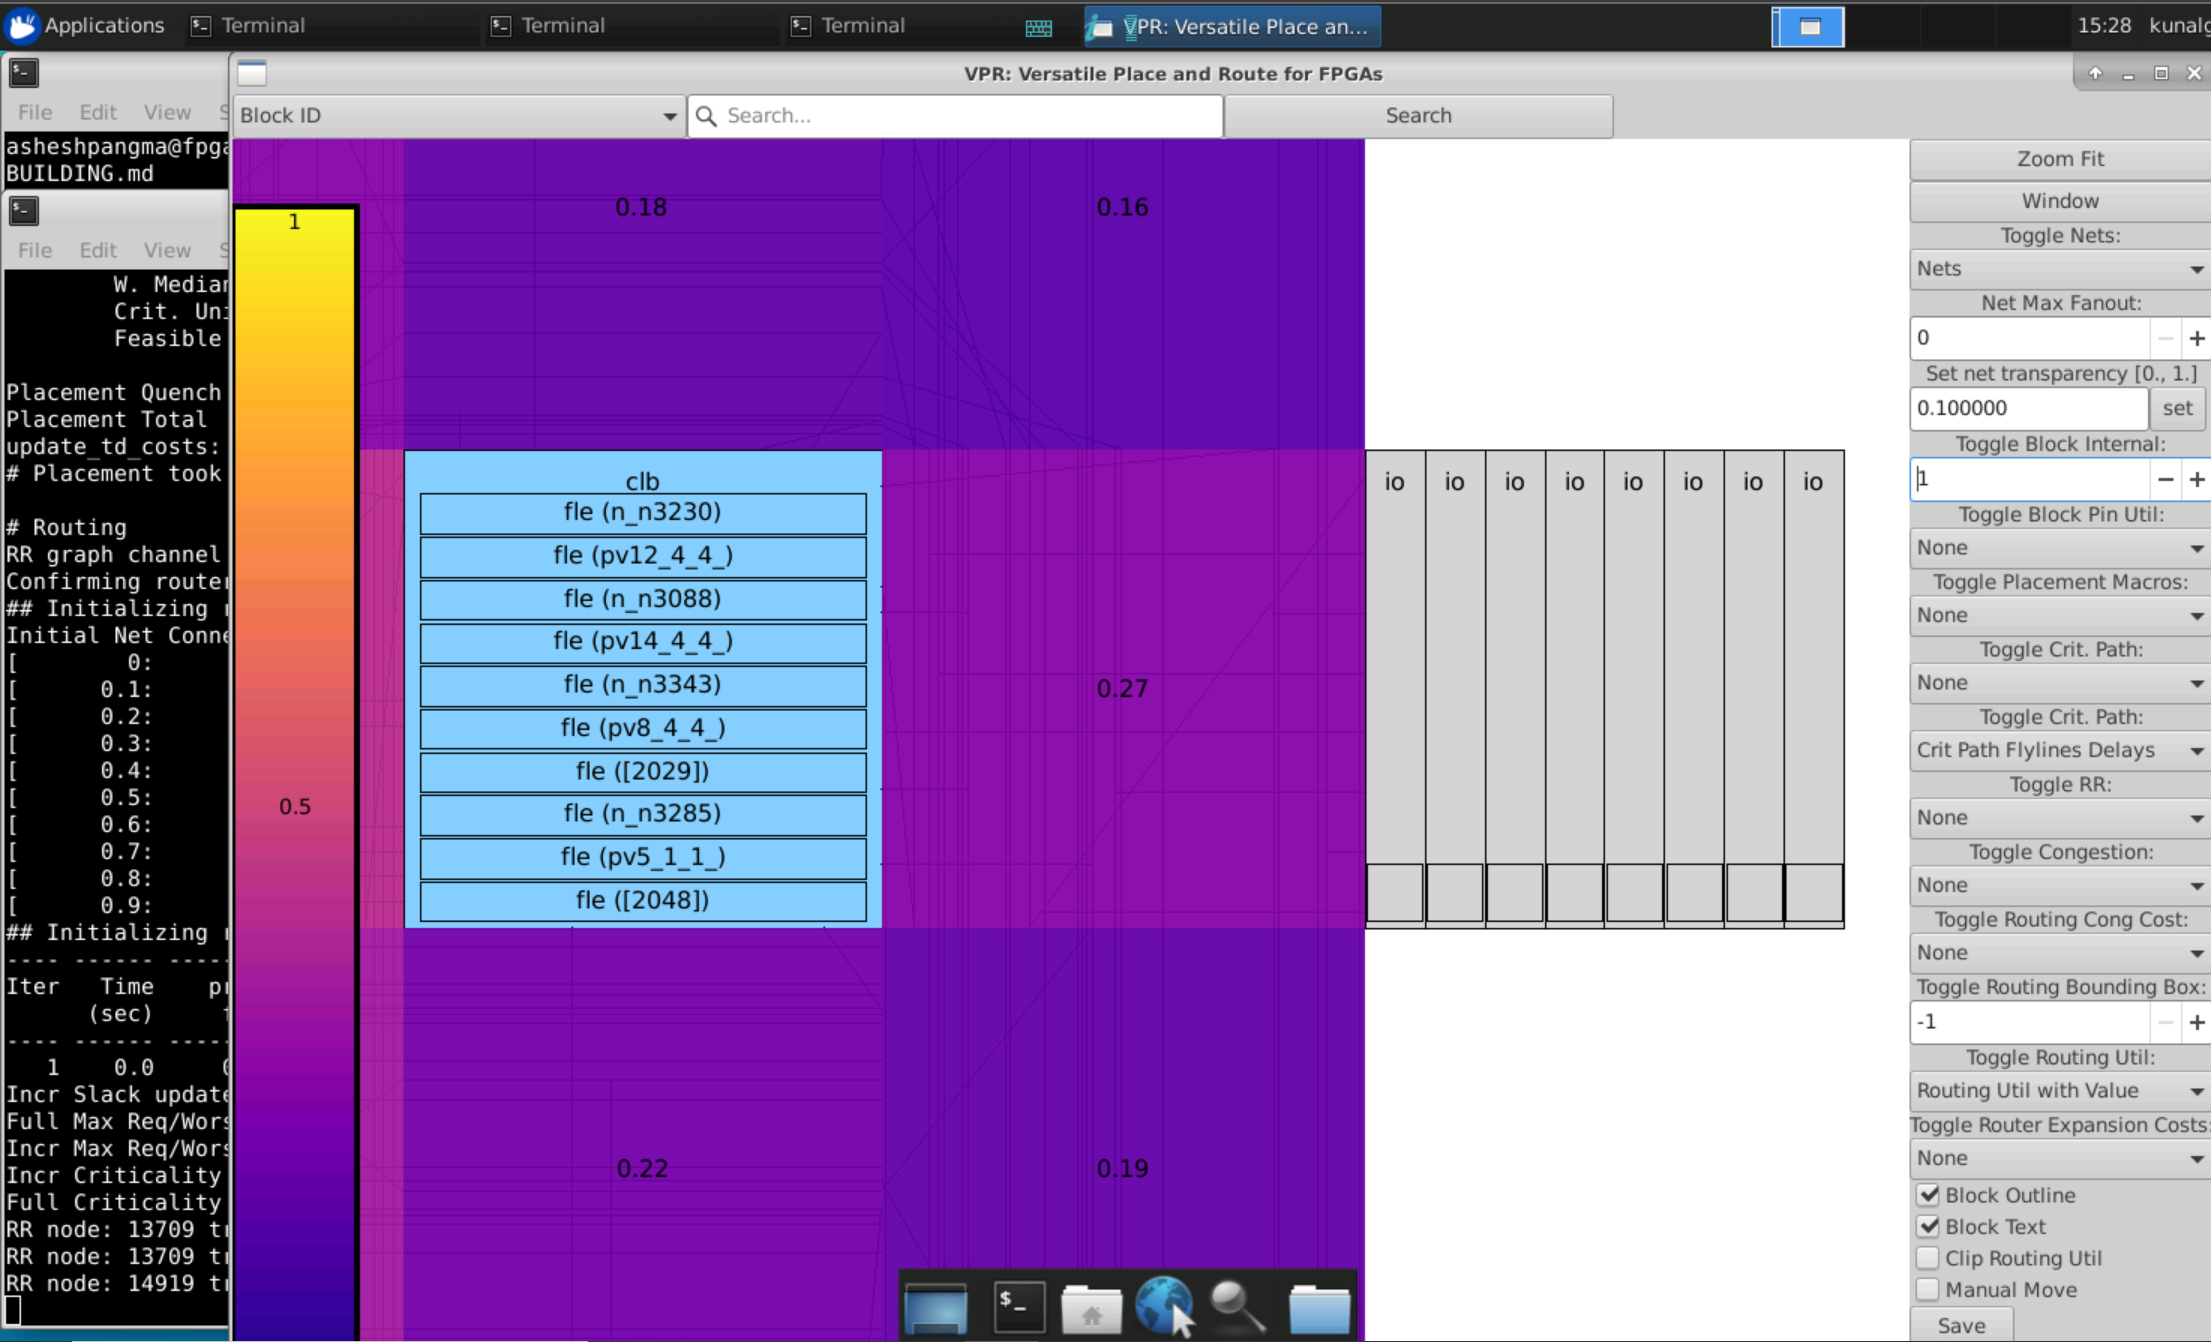 Applications
Terminal
Terminal
Terminal
VPR: Versatile Place an...
15:28
VPR: Versatile Place and Route for FPGAs
File Edit View
Block ID
Search...
Search
asheshpangma@fpga
BUILDING.md
File Edit View
W. Median
Crit. Uni
Feasible
Placement Quench
Placement Total
update_td_costs:
# Placement took
# Routing
RR graph channel
Confirming router
## Initializing
Initial Net Conne
[ 0:
[ 0.1:
[ 0.2:
[ 0.3:
[ 0.4:
[ 0.5:
[ 0.6:
[ 0.7:
[ 0.8:
[ 0.9:
## Initializing
---- ------ -----
Iter Time
(sec)
---- ------ -----
1 0.0
Incr Slack update
Full Max Req/Wors
Incr Max Req/Wors
Incr Criticality
Full Criticality
RR node: 13709
RR node: 13709
RR node: 14919
1
0.5
0.18
0.16
clb
fle (n_n3230)
fle (pv12_4_4_)
fle (n_n3088)
fle (pv14_4_4_)
fle (n_n3343)
fle (pv8_4_4_)
fle ([2029])
fle (n_n3285)
fle (pv5_1_1_)
fle ([2048])
0.27
io io io io io io io io
0.22
0.19
Zoom Fit
Window
Toggle Nets:
Nets
Net Max Fanout:
0
Set net transparency [0., 1.]
0.100000
set
Toggle Block Internal:
1
Toggle Block Pin Util:
None
Toggle Placement Macros:
None
Toggle Crit. Path:
None
Toggle Crit. Path:
Crit Path Flylines Delays
Toggle RR:
None
Toggle Congestion:
None
Toggle Routing Cong Cost:
None
Toggle Routing Bounding Box:
-1
Toggle Routing Util:
Routing Util with Value
Toggle Router Expansion Costs:
None
Block Outline
Block Text
Clip Routing Util
Manual Move
Save